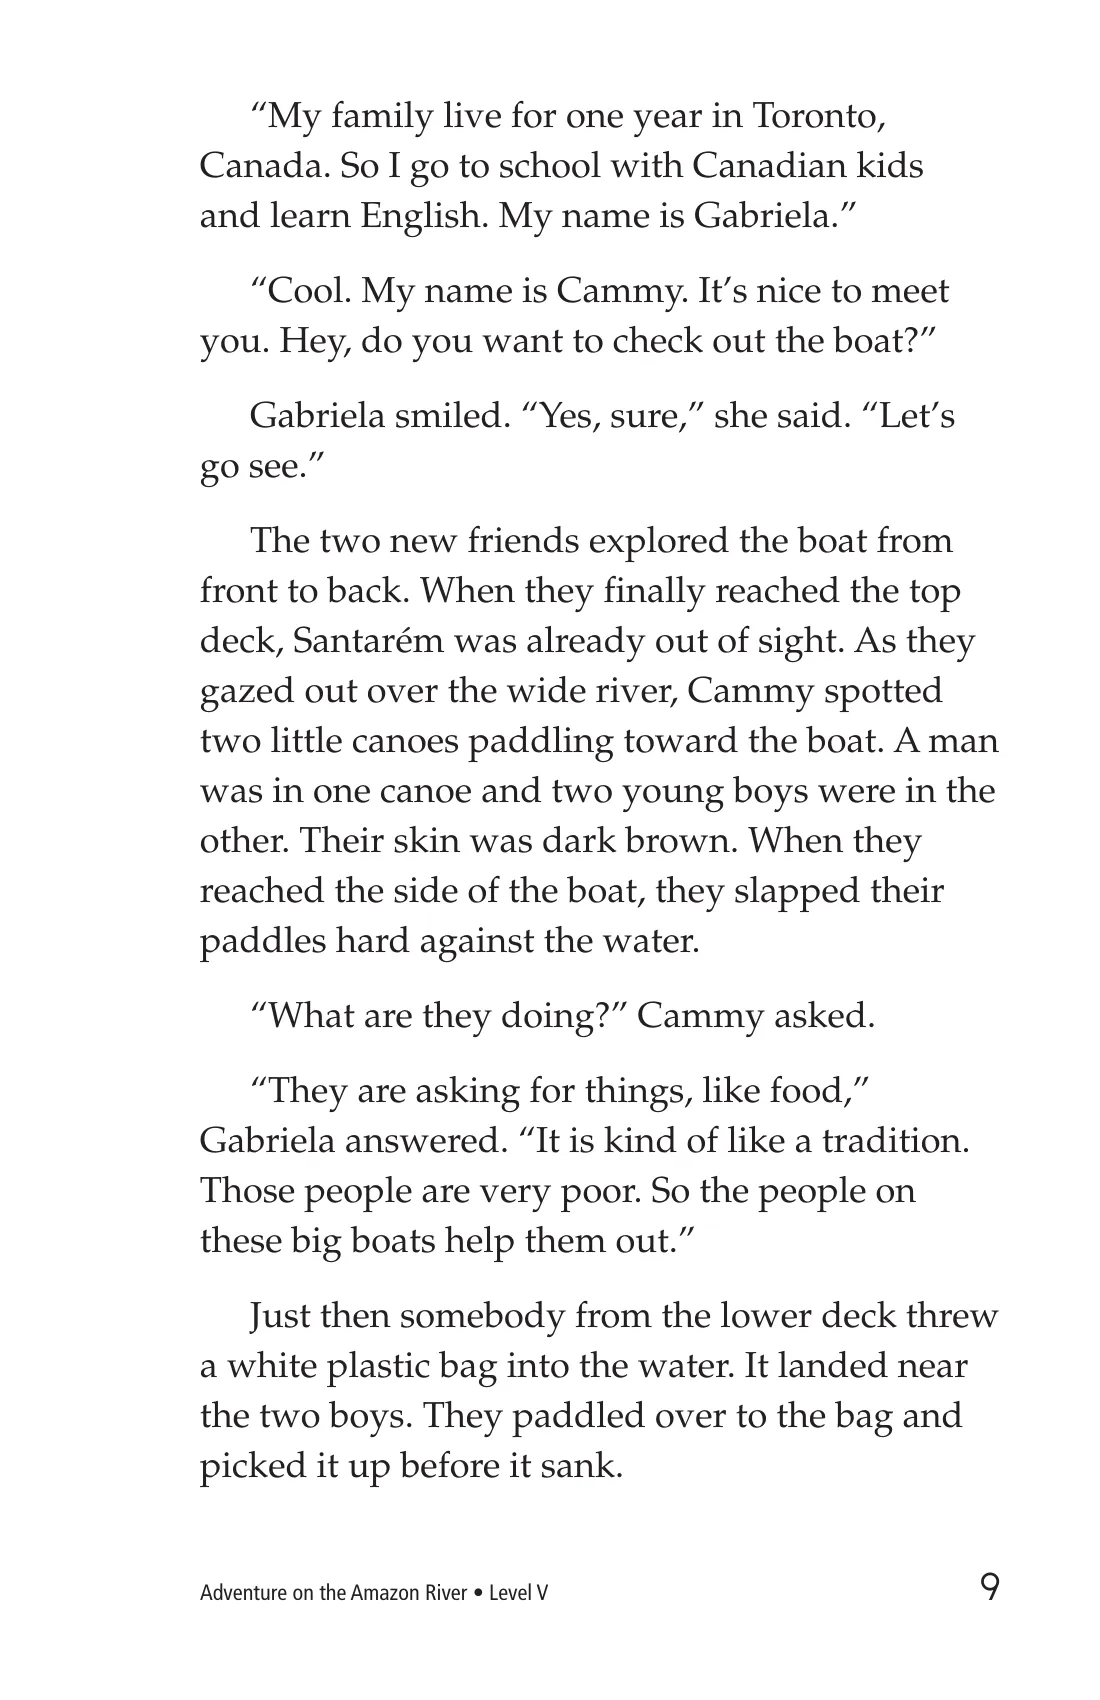 “My family live for one year in Toronto,
Canada. So I go to school with Canadian kids
and learn English. My name is Gabriela.”
“Cool. My name is Cammy. It’s nice to meet
you. Hey, do you want to check out the boat?”
Gabriela smiled. “Yes, sure,” she said. “Let’s
go see.”
The two new friends explored the boat from
front to back. When they finally reached the top
deck, Santarém was already out of sight. As they
gazed out over the wide river, Cammy spotted
two little canoes paddling toward the boat. A man
was in one canoe and two young boys were in the
other. Their skin was dark brown. When they
reached the side of the boat, they slapped their
paddles hard against the water.
“What are they doing?” Cammy asked.
“They are asking for things, like food,”
Gabriela answered. “It is kind of like a tradition.
Those people are very poor. So the people on
these big boats help them out.”
Just then somebody from the lower deck threw
a white plastic bag into the water. It landed near
the two boys. They paddled over to the bag and
picked it up before it sank.
Adventure on the Amazon River • Level V 9